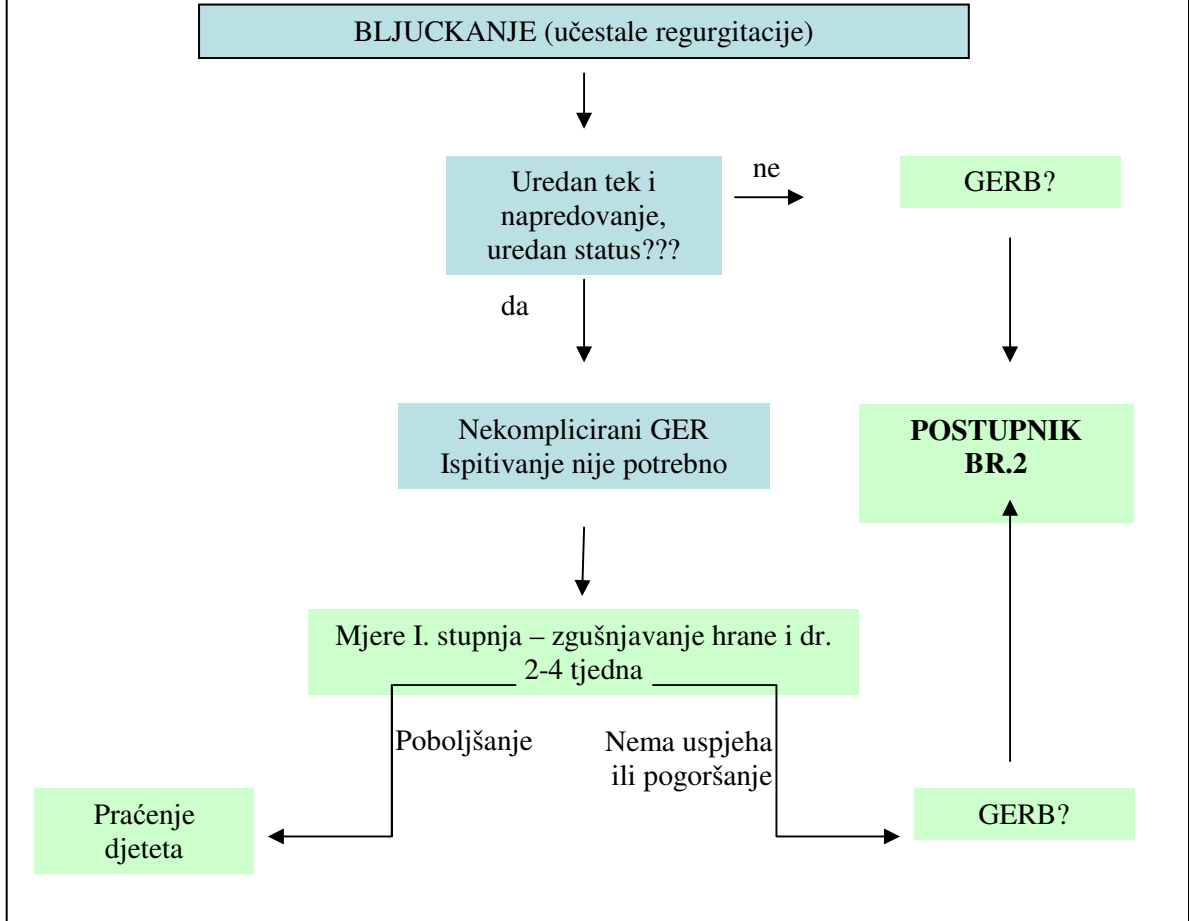 BLJUCKANJE (učestale regurgitacije)
Uredan tek i
napredovanje,
uredan status???
ne
GERB?
da
Nekomplicirani GER
Ispitivanje nije potrebno
POSTUPNIK
BR.2
Mjere I. stupnja – zgušnjavanje hrane i dr.
2-4 tjedna
Poboljšanje
Nema uspjeha
ili pogoršanje
Praćenje
djeteta
GERB?